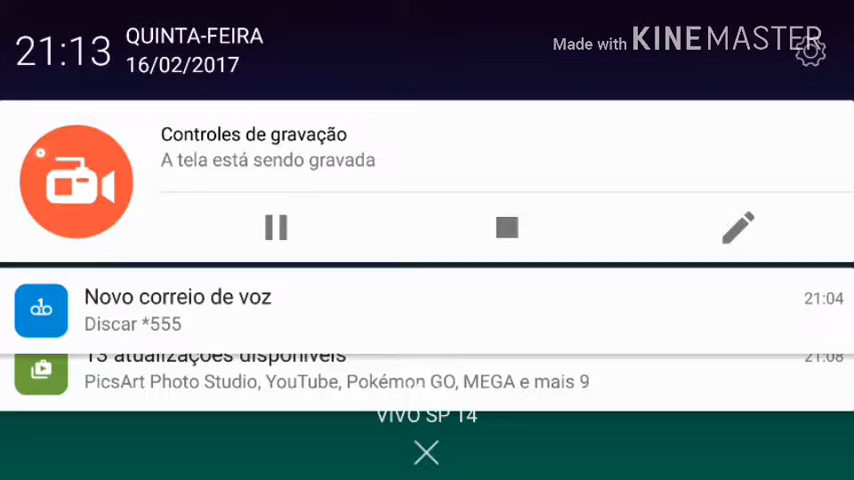 21:13
QUINTA-FEIRA
16/02/2017
Made with KINEMASTER
Controles de gravação
A tela está sendo gravada
Novo correio de voz
21:04
Discar *555
13 atualizações disponíveis
21:08
PicsArt Photo Studio, YouTube, Pokémon GO, MEGA e mais 9
VIVO SP 14